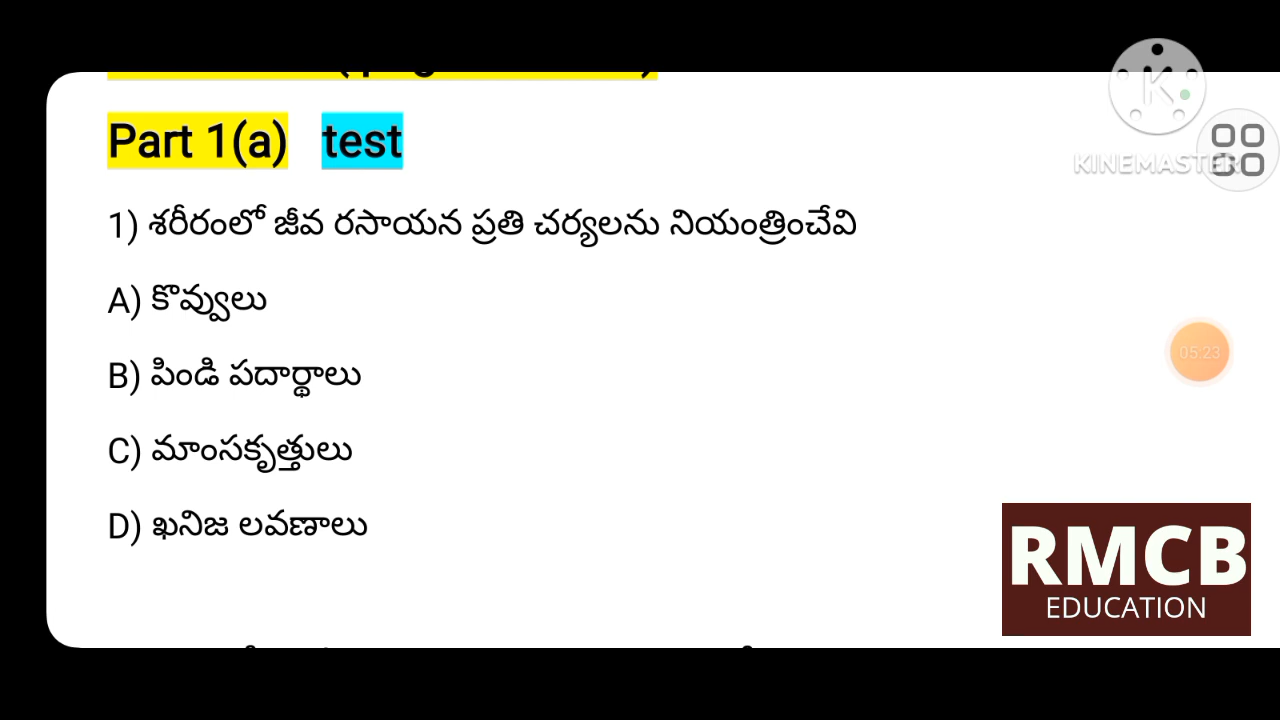 Part 1(a) test
KINEMASTER
1) శరీరంలో జీవ రసాయన ప్రతి చర్యలను నియంత్రించేవి
A) కొవ్వులు
05:23
B) పిండి పదార్థాలు
C) మాంసకృత్తులు
D) ఖనిజ లవణాలు
RMCB
EDUCATION